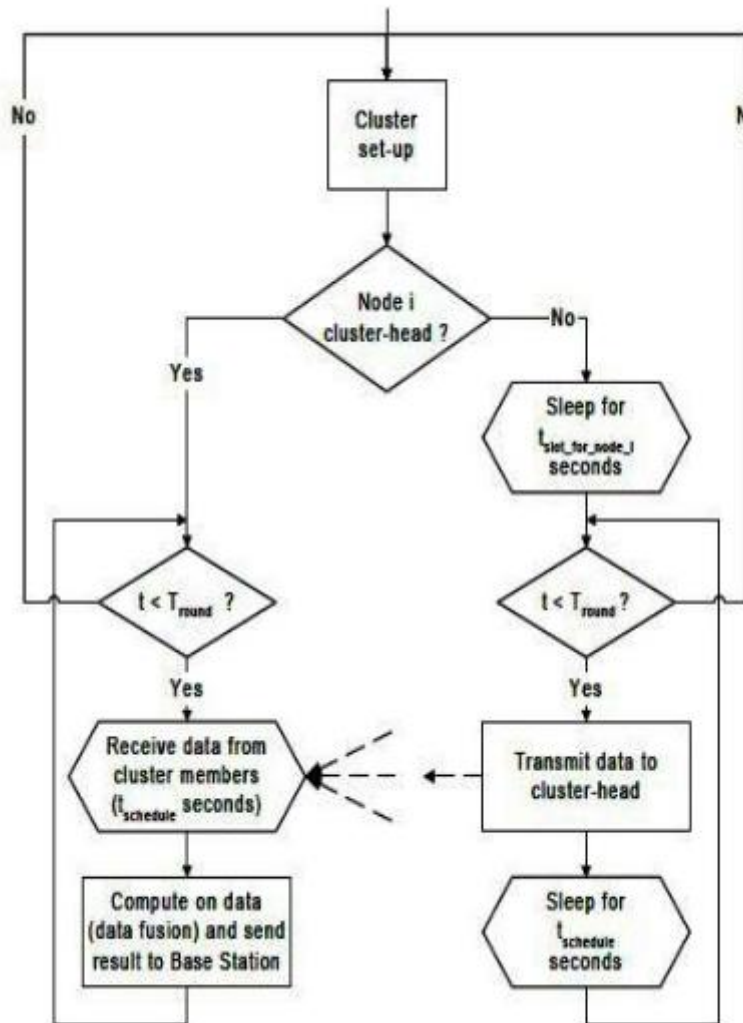 No
N
Cluster
set-up
Node i
cluster-head ?
No
Yes
Sleep for
t_slot_for_node_i
seconds
t < T_round ?
t < T_round ?
Yes
Yes
Receive data from
cluster members
(t_schedule seconds)
Transmit data to
cluster-head
Compute on data
(data fusion) and send
result to Base Station
Sleep for
t_schedule
seconds